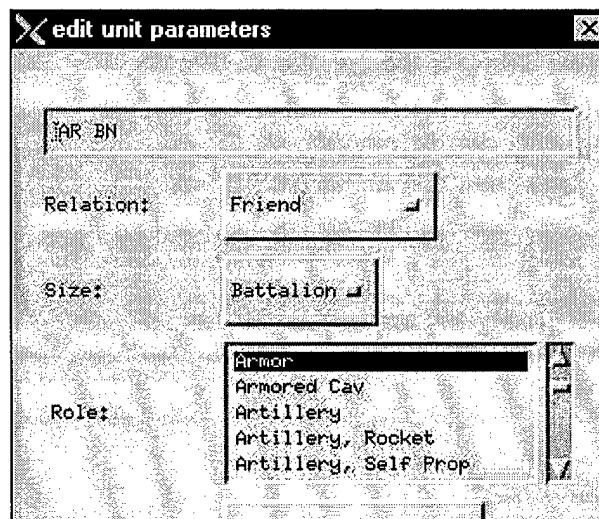 edit unit parameters
AR BN
Relation: Friend
Size: Battalion
Armor
Armored Cav
Role: Artillery
Artillery, Rocket
Artillery, Self Prop